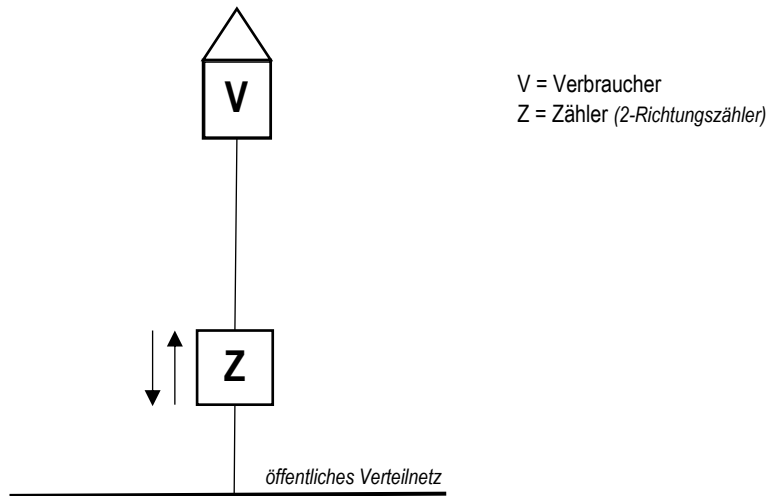 V
V = Verbraucher
Z = Zähler (2-Richtungszähler)
Z
öffentliches Verteilnetz